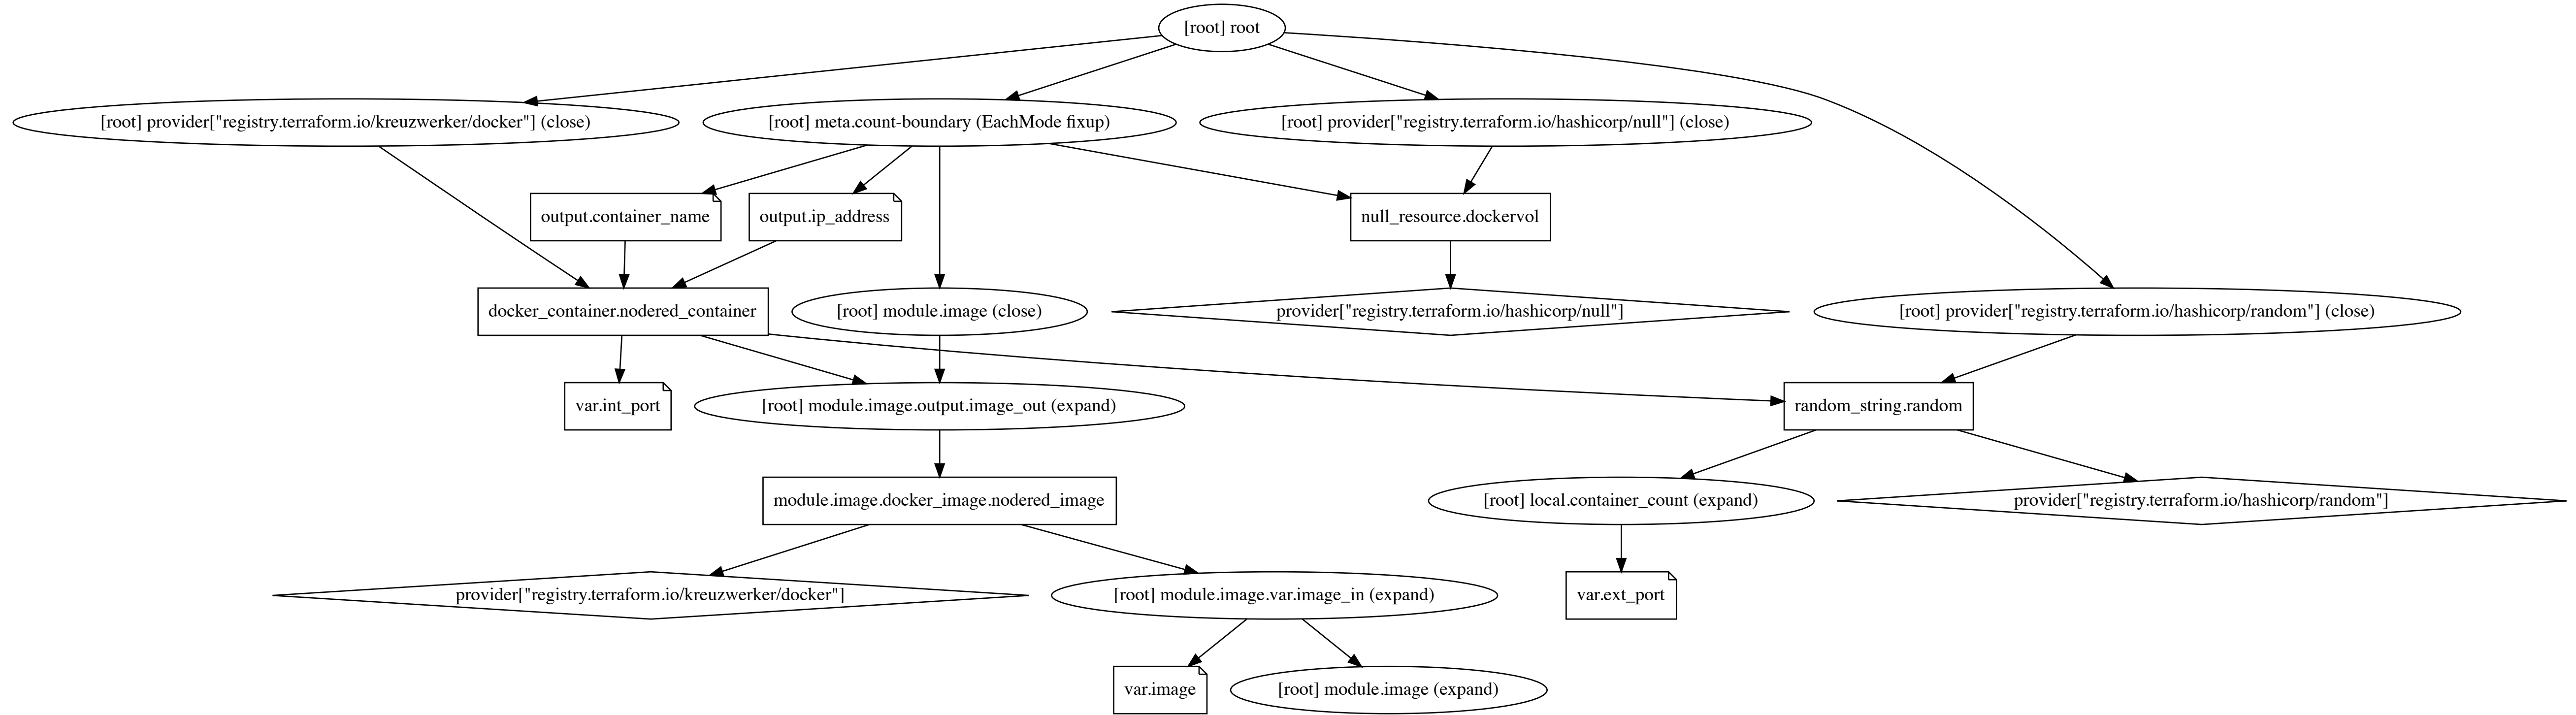 [root] root
[root] provider["registry.terraform.io/kreuzwerker/docker"] (close)
[root] meta.count-boundary (EachMode fixup)
[root] provider["registry.terraform.io/hashicorp/null"] (close)
output.container_name
output.ip_address
null_resource.dockervol
docker_container.nodered_container
[root] module.image (close)
provider["registry.terraform.io/hashicorp/null"]
[root] provider["registry.terraform.io/hashicorp/random"] (close)
var.int_port
[root] module.image.output.image_out (expand)
random_string.random
module.image.docker_image.nodered_image
[root] local.container_count (expand)
provider["registry.terraform.io/hashicorp/random"]
provider["registry.terraform.io/kreuzwerker/docker"]
[root] module.image.var.image_in (expand)
var.ext_port
var.image
[root] module.image (expand)